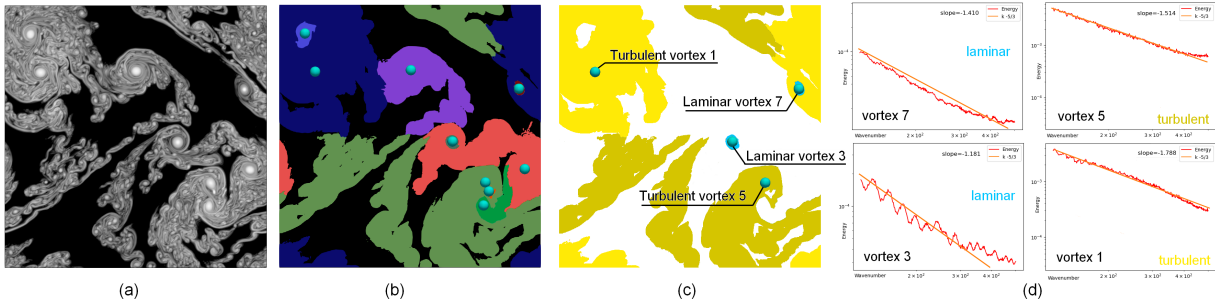 Turbulent vortex 1
Laminar vortex 7
Laminar vortex 3
Turbulent vortex 5
slope=-1.410
Energy
k -5/3
laminar
10⁻⁴
Energy
vortex 7
Wavenumber
2×10²
3×10²
4×10²
slope=-1.514
Energy
k -5/3
Energy
vortex 5
turbulent
Wavenumber
2×10²
3×10²
4×10²
slope=-1.181
Energy
k -5/3
laminar
10⁻⁴
Energy
vortex 3
Wavenumber
2×10²
3×10²
4×10²
slope=-1.788
Energy
k -5/3
Energy
vortex 1
turbulent
Wavenumber
2×10²
3×10²
4×10²
(a)
(b)
(c)
(d)